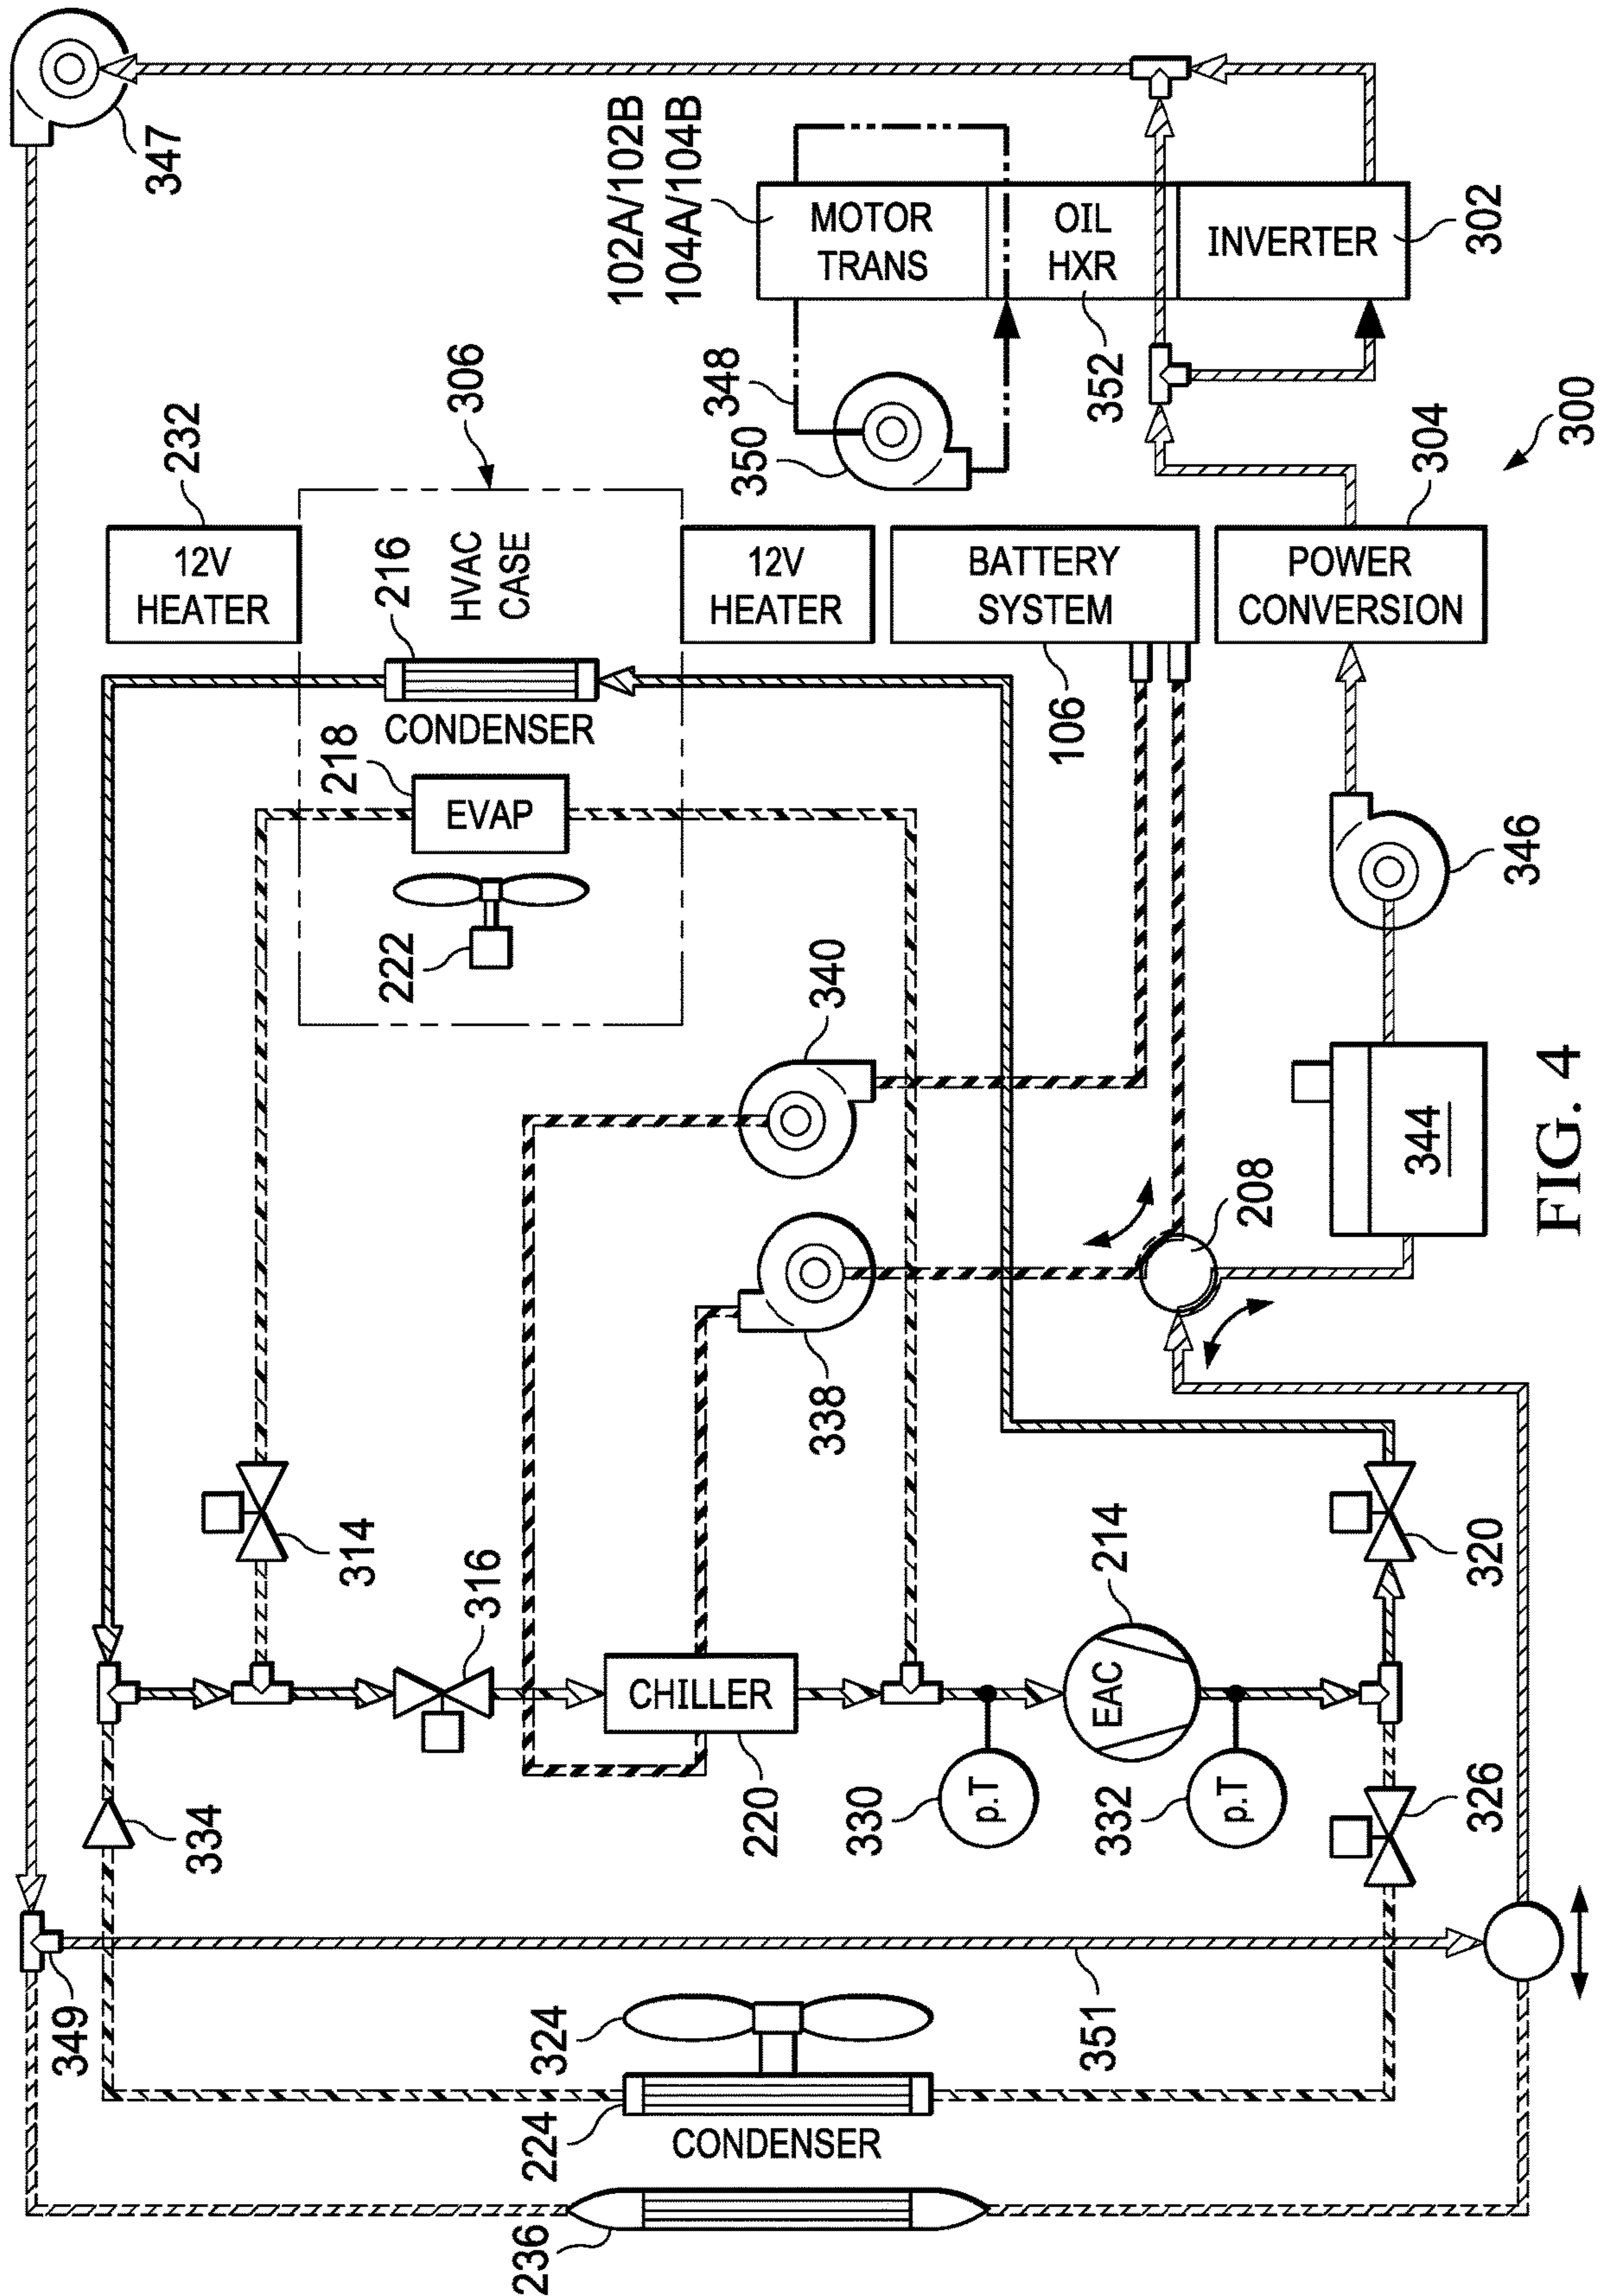 347
102A/102B
104A/104B
MOTOR
TRANS
OIL
HXR
INVERTER
302
306
348
350
352
300
232
12V
HEATER
HVAC
CASE
216
12V
HEATER
BATTERY
SYSTEM
POWER
CONVERSION
304
CONDENSER
218
EVAP
106
222
346
340
344
208
338
314
316
214
320
CHILLER
EAC
220
330
p.T
332
p.T
326
334
349
324
351
224
CONDENSER
236
FIG. 4